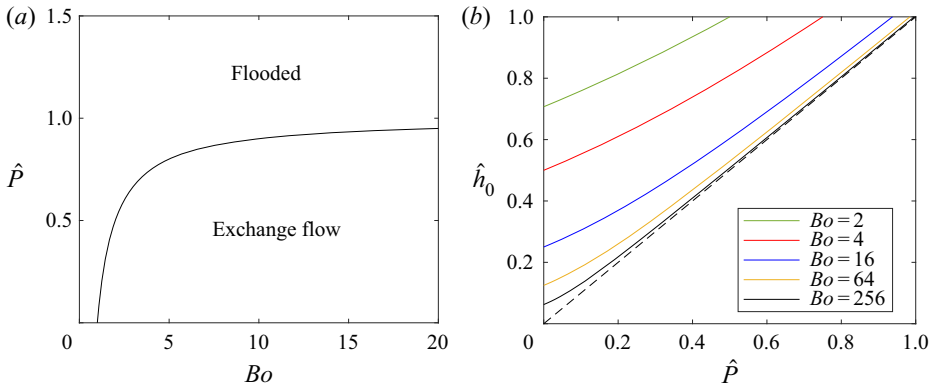 (a)
1.5
1.0
0.5
P̂
Flooded
Exchange flow
0
5
10
15
20
Bo
(b)
1.0
0.8
0.6
0.4
0.2
ĥ₀
Bo = 2
Bo = 4
Bo = 16
Bo = 64
Bo = 256
0
0.2
0.4
0.6
0.8
1.0
P̂